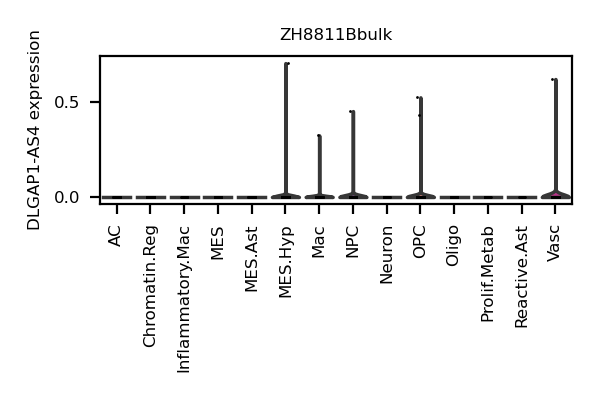 ZH8811Bbulk
DLGAP1-AS4 expression
0.5
0.0
AC
Chromatin.Reg
Inflammatory.Mac
MES
MES.Ast
MES.Hyp
Mac
NPC
Neuron
OPC
Oligo
Prolif.Metab
Reactive.Ast
Vasc